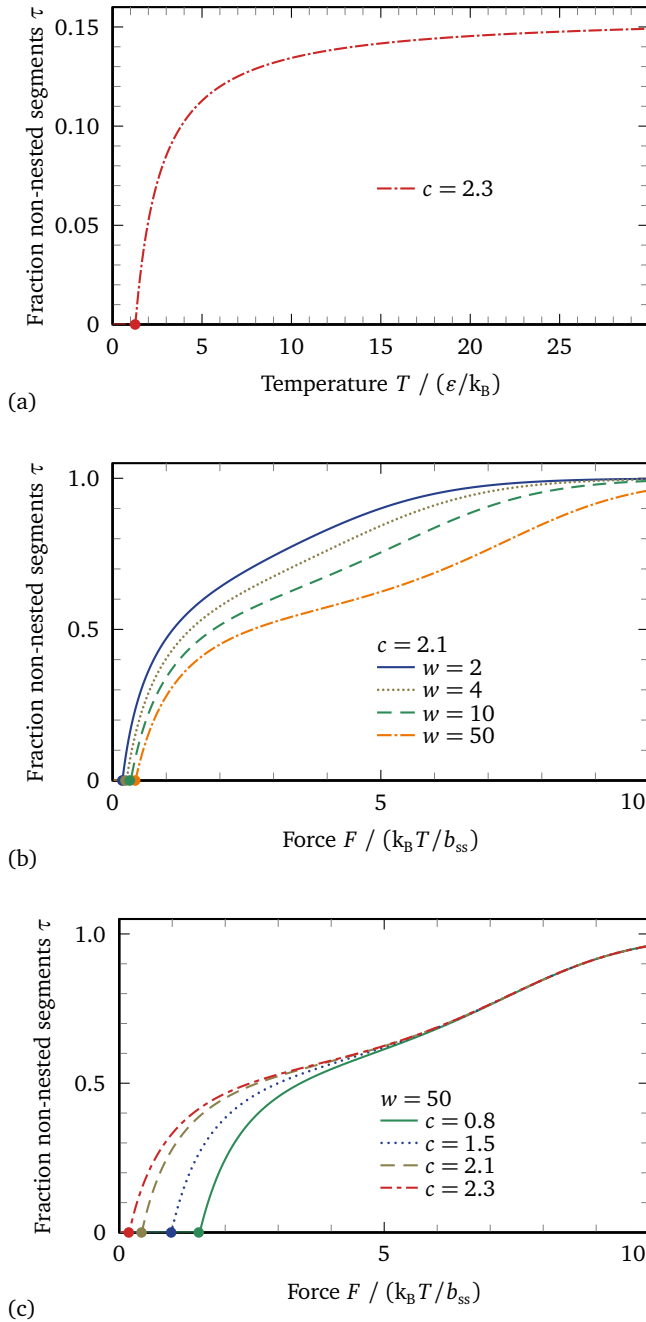 Fraction non-nested segments τ
0.15
0.10
0.05
0
c = 2.3
0 5 10 15 20 25
Temperature T / (ε/k_B)
(a)
Fraction non-nested segments τ
1.0
0.5
0
c = 2.1
w = 2
w = 4
w = 10
w = 50
0 5 10
Force F / (k_B T/b_ss)
(b)
Fraction non-nested segments τ
1.0
0.5
0
w = 50
c = 0.8
c = 1.5
c = 2.1
c = 2.3
0 5 10
Force F / (k_B T/b_ss)
(c)